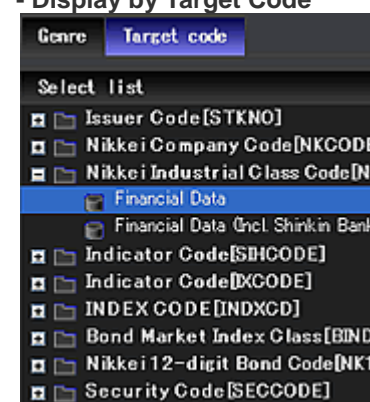 - Display by Target Code
Genre Target code
Select list
Issuer Code[STKNO]
Nikkei Company Code[NKCODE
Nikkei Industrial Class Code[N
Financial Data
Financial Data (Incl. Shinkin Bank
Indicator Code[SIHCODE]
Indicator Code[IXCODE]
INDEX CODE[INDXCD]
Bond Market Index Class[BIND
Nikkei 12-digit Bond Code[NK1
Security Code[SECCODE]